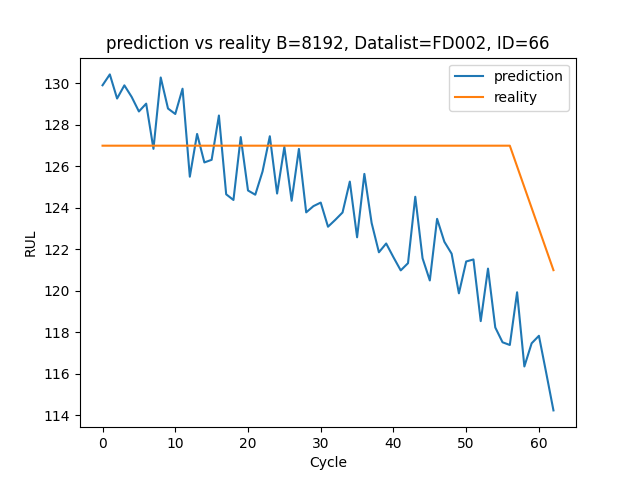 prediction vs reality B=8192, Datalist=FD002, ID=66
prediction
reality
130
128
126
124
122
120
118
116
114
RUL
0 10 20 30 40 50 60
Cycle